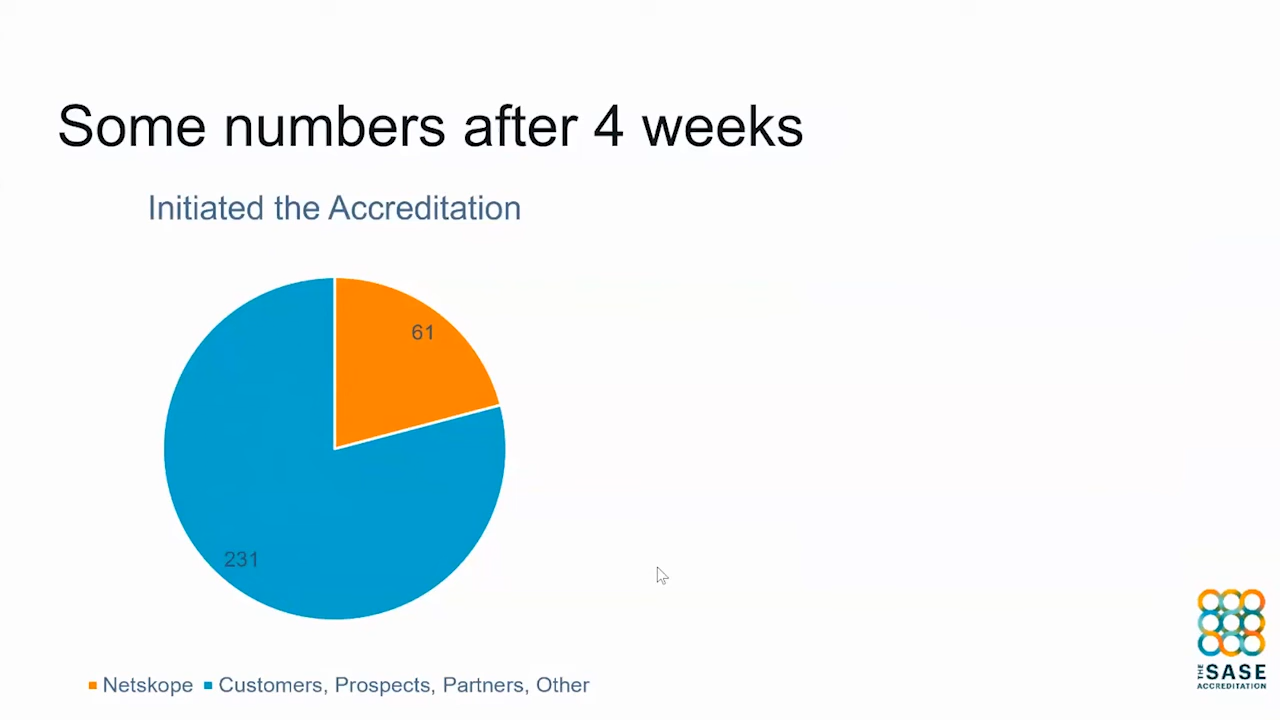 Some numbers after 4 weeks
Initiated the Accreditation
61
231
Netskope Customers, Prospects, Partners, Other
THE SASE
ACCREDITATION